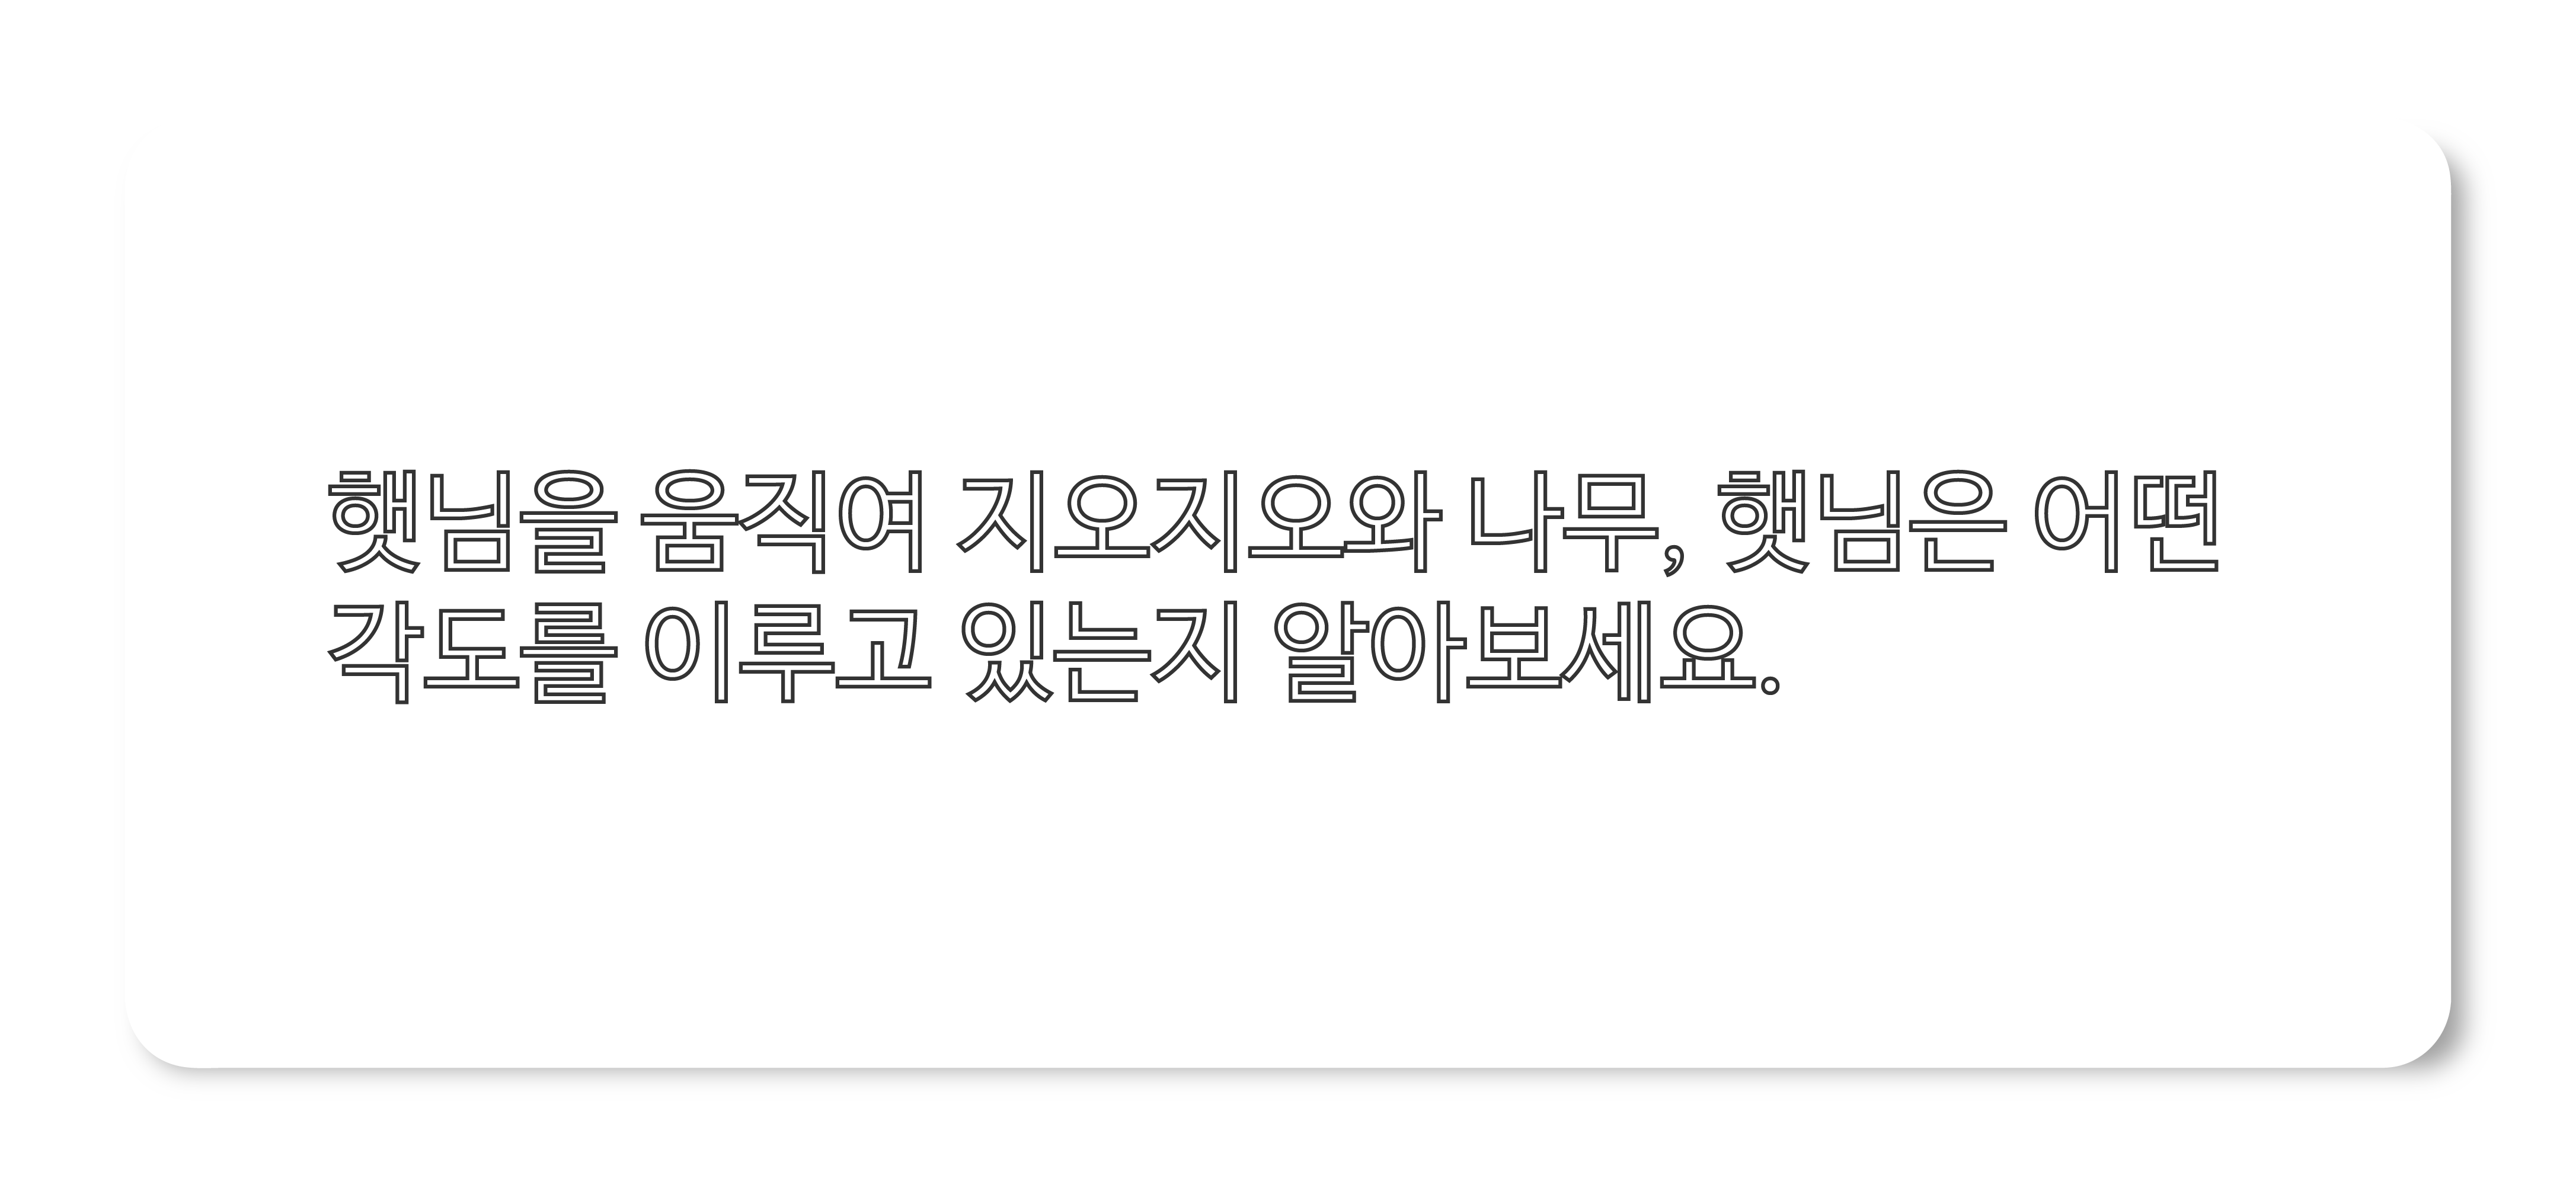 햇님을 움직여 지오지오와 나무, 햇님은 어떤
각도를 이루고 있는지 알아보세요.